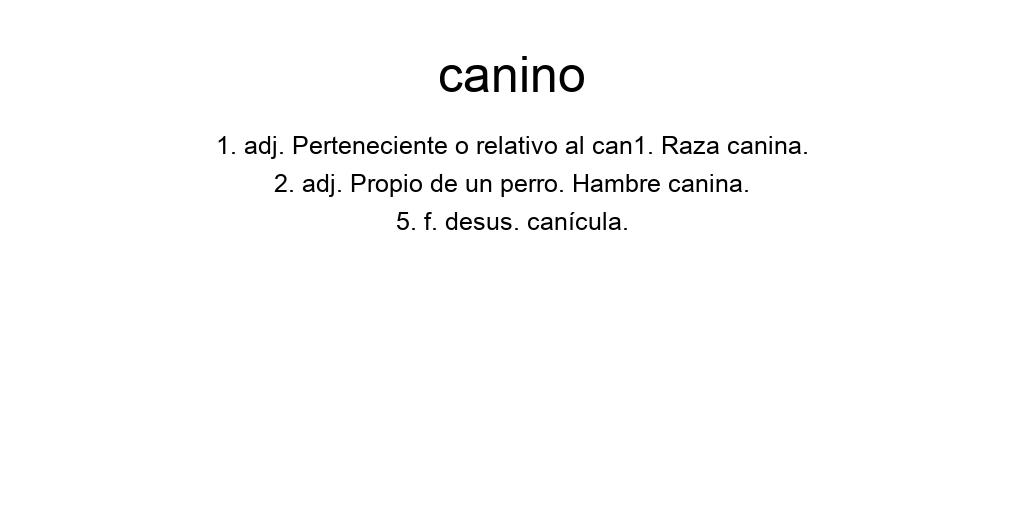 canino
1. adj. Perteneciente o relativo al can1. Raza canina.
2. adj. Propio de un perro. Hambre canina.
5. f. desus. canícula.